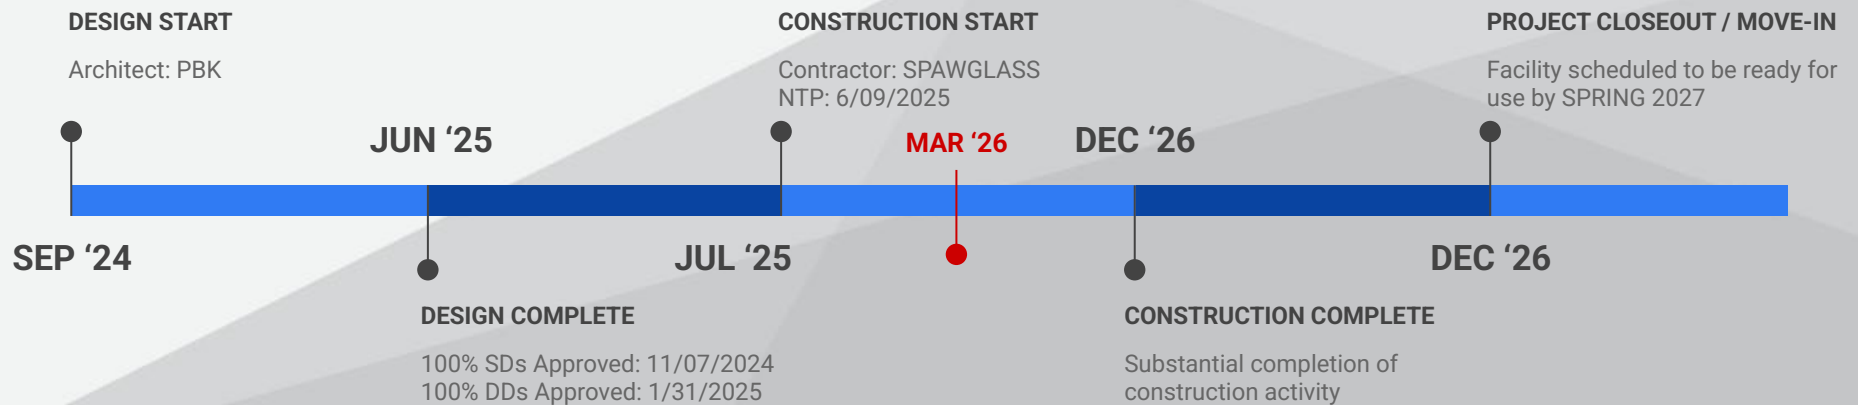 DESIGN START
Architect: PBK
CONSTRUCTION START
Contractor: SPAWGLASS
NTP: 6/09/2025
PROJECT CLOSEOUT / MOVE-IN
Facility scheduled to be ready for
use by SPRING 2027
JUN ‘25
MAR ‘26
DEC ‘26
SEP ‘24
JUL ‘25
DEC ‘26
DESIGN COMPLETE
100% SDs Approved: 11/07/2024
100% DDs Approved: 1/31/2025
CONSTRUCTION COMPLETE
Substantial completion of
construction activity